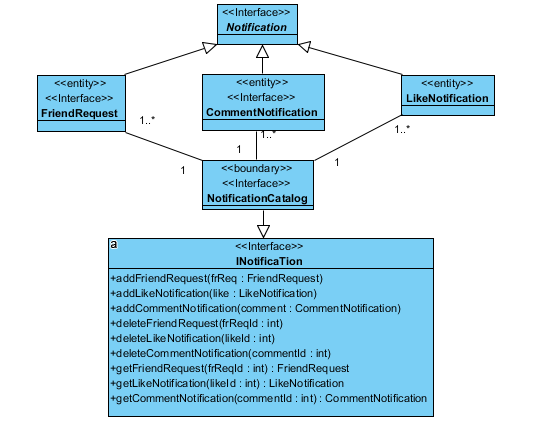 <<Interface>>
Notification
<<entity>>
<<Interface>>
FriendRequest
<<entity>>
<<Interface>>
CommentNotification
<<entity>>
LikeNotification
1..*
1..*
1..*
1
1
1
<<boundary>>
<<Interface>>
NotificationCatalog
a
<<Interface>>
INotificaTion
+addFriendRequest(frReq : FriendRequest)
+addLikeNotification(like : LikeNotification)
+addCommentNotification(comment : CommentNotification)
+deleteFriendRequest(frReqId : int)
+deleteLikeNotification(likeId : int)
+deleteCommentNotification(commentId : int)
+getFriendRequest(frReqId : int) : FriendRequest
+getLikeNotification(likeId : int) : LikeNotification
+getCommentNotification(commentId : int) : CommentNotification